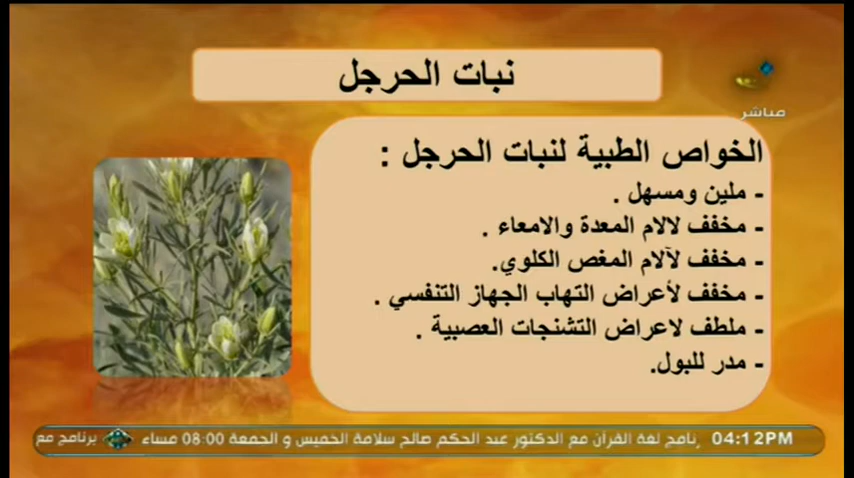 نبات الحرجل
مباشر
الخواص الطبية لنبات الحرجل :
- ملين ومسهل .
- مخفف لالام المعدة والامعاء .
- مخفف لآلام المغص الكلوي.
- مخفف لأعراض التهاب الجهاز التنفسي .
- ملطف لاعراض التشنجات العصبية .
- مدر للبول.
04:12PM رنامج لغة القرآن مع الدكتور عبد الحكم صالح سلامة الخميس و الجمعة 08:00 مساء برنامج مع